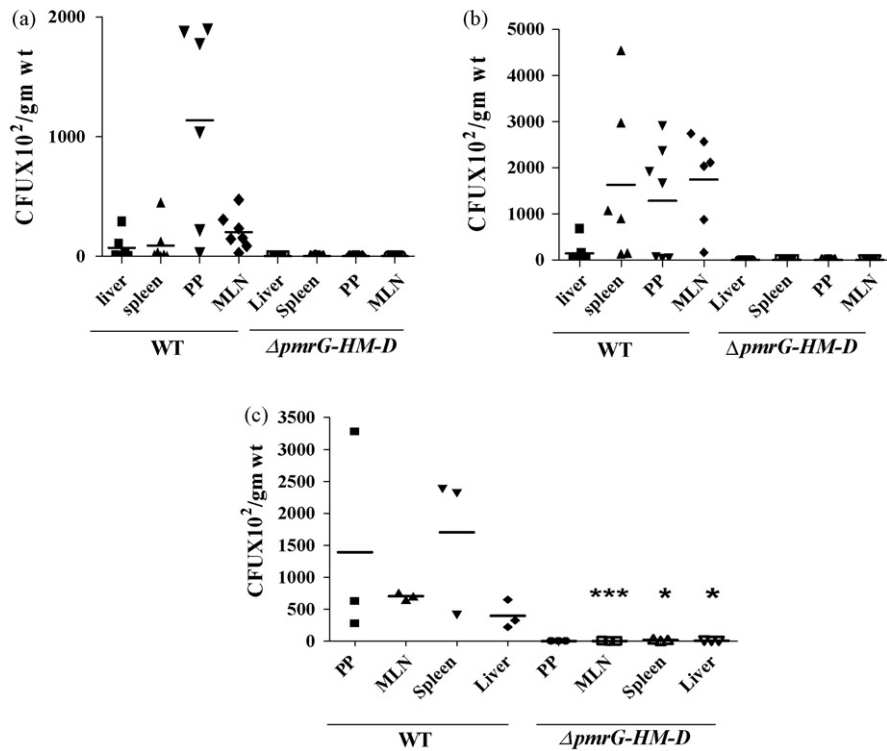 (a)
CFUX10²/gm wt
2000
1000
0
liver spleen PP MLN Liver Spleen PP MLN
WT ΔpmrG-HM-D
(b)
CFUX10²/gm wt
5000
4000
3000
2000
1000
0
liver spleen PP MLN Liver Spleen PP MLN
WT ΔpmrG-HM-D
(c)
CFUX10²/gm wt
3500
3000
2500
2000
1500
1000
500
0
*** * *
PP MLN Spleen Liver PP MLN Spleen Liver
WT ΔpmrG-HM-D